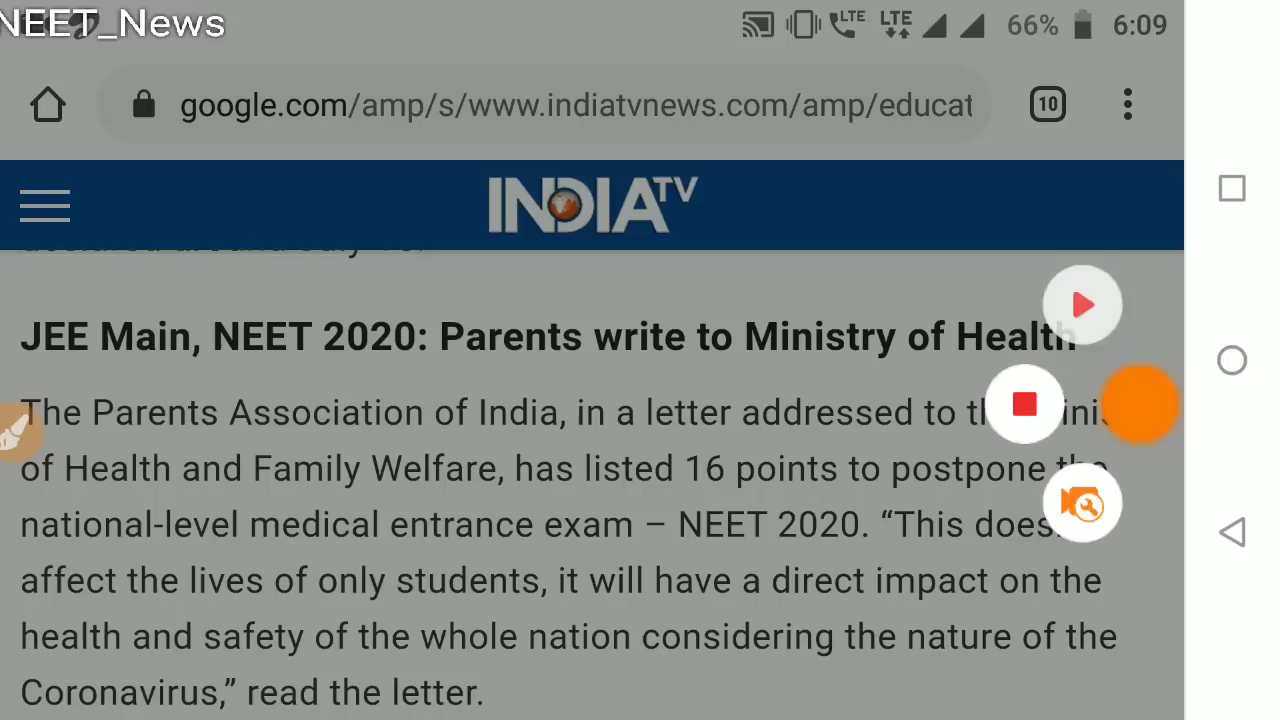 NEET_News
LTE LTE 66% 6:09
google.com/amp/s/www.indiatvnews.com/amp/educat 10
INDIA TV
JEE Main, NEET 2020: Parents write to Ministry of Health
The Parents Association of India, in a letter addressed to
of Health and Family Welfare, has listed 16 points to postpone the
national-level medical entrance exam – NEET 2020. “This does
affect the lives of only students, it will have a direct impact on the
health and safety of the whole nation considering the nature of the
Coronavirus,” read the letter.